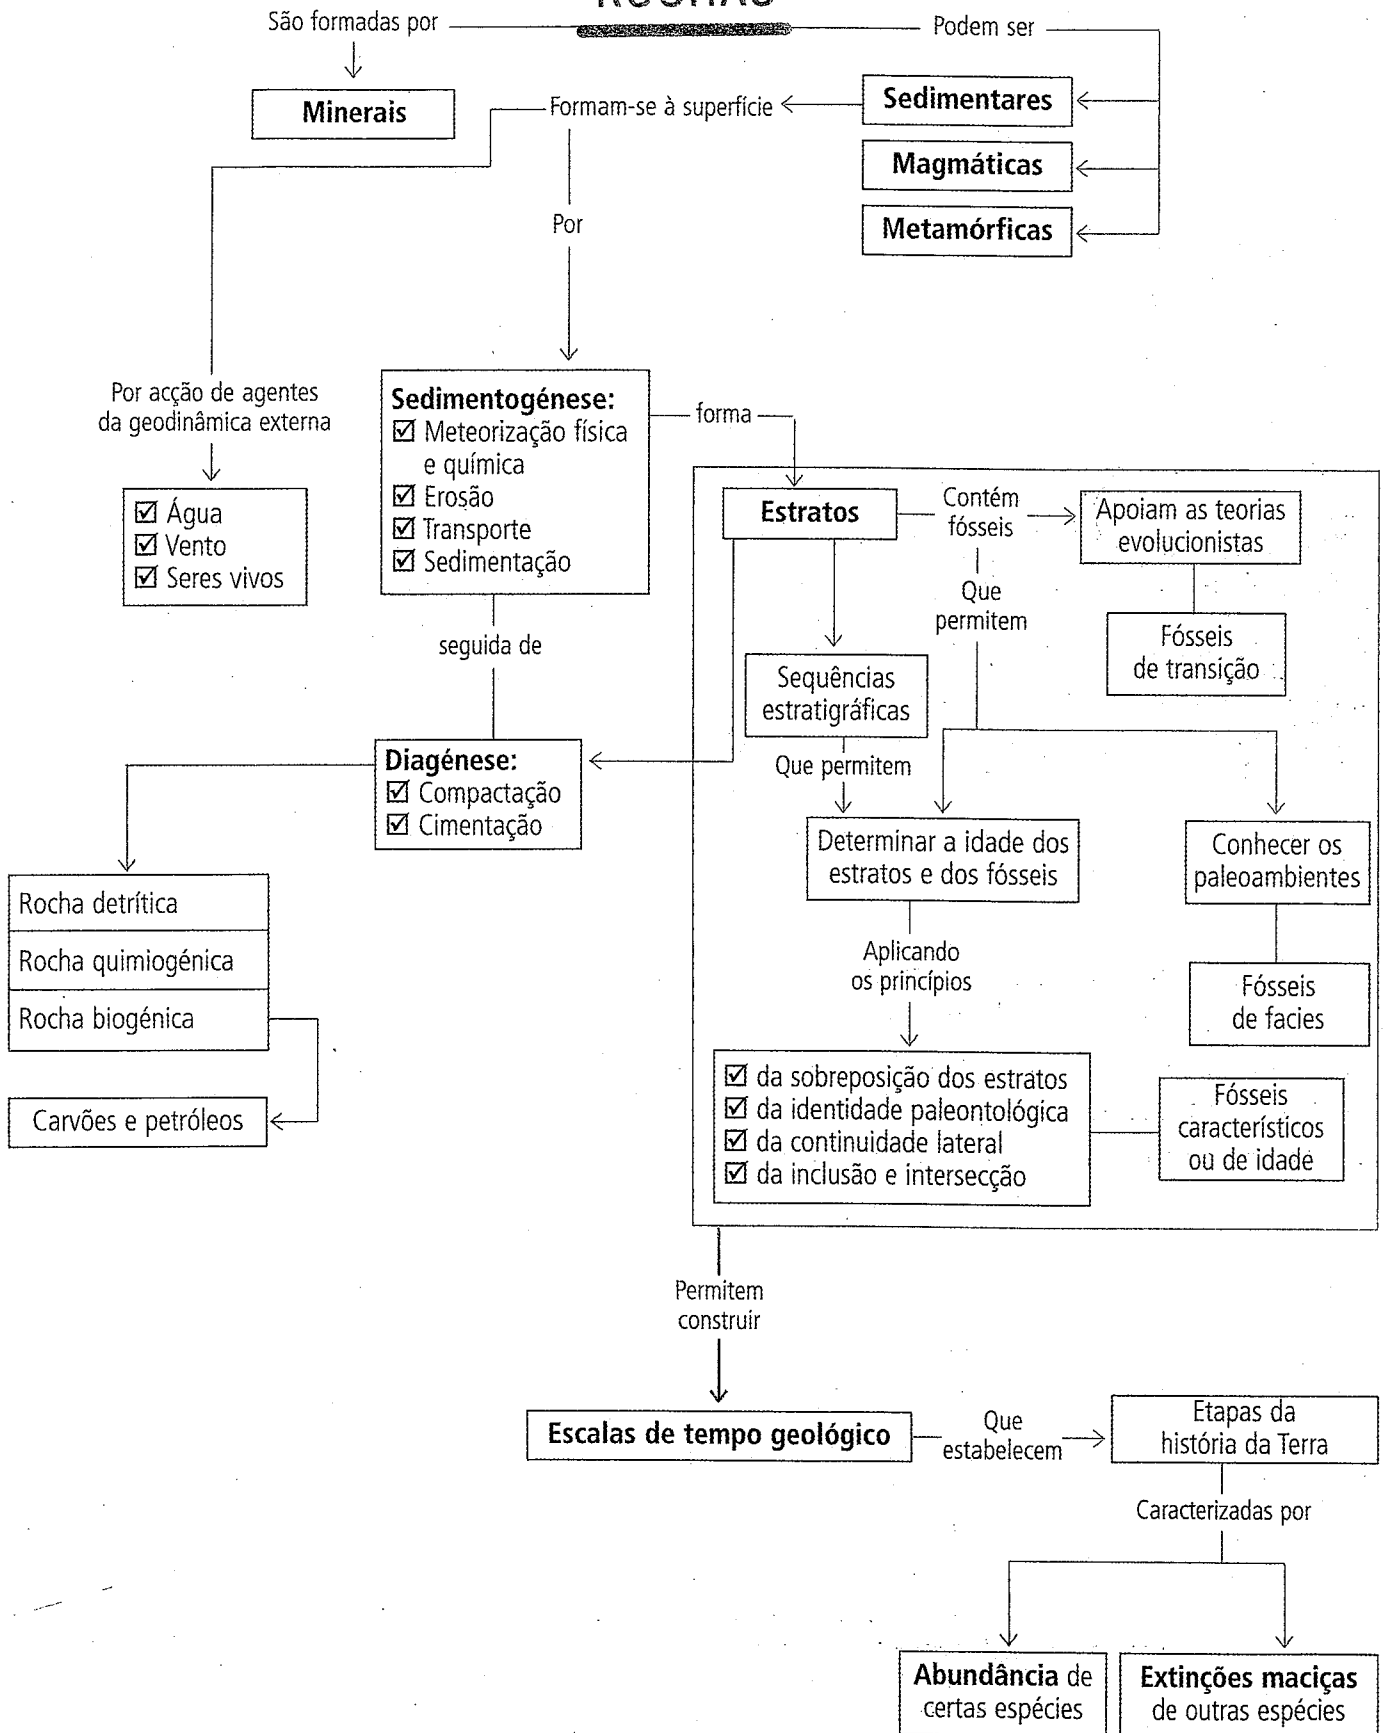 ROCHAS
São formadas por
Podem ser
Minerais
Formam-se à superfície
Sedimentares
Magmáticas
Metamórficas
Por
Por acção de agentes
da geodinâmica externa
☑ Água
☑ Vento
☑ Seres vivos
Sedimentogénese:
☑ Meteorização física
e química
☑ Erosão
☑ Transporte
☑ Sedimentação
forma
Estratos
Contém
fósseis
Apoiam as teorias
evolucionistas
Que
permitem
Fósseis
de transição
seguida de
Sequências
estratigráficas
Que permitem
Diagénese:
☑ Compactação
☑ Cimentação
Determinar a idade dos
estratos e dos fósseis
Conhecer os
paleoambientes
Rocha detrítica
Rocha quimiogénica
Rocha biogénica
Carvões e petróleos
Aplicando
os princípios
Fósseis
de facies
☑ da sobreposição dos estratos
☑ da identidade paleontológica
☑ da continuidade lateral
☑ da inclusão e intersecção
Fósseis
característicos
ou de idade
Permitem
construir
Escalas de tempo geológico
Que
estabelecem
Etapas da
história da Terra
Caracterizadas por
Abundância de
certas espécies
Extinções maciças
de outras espécies